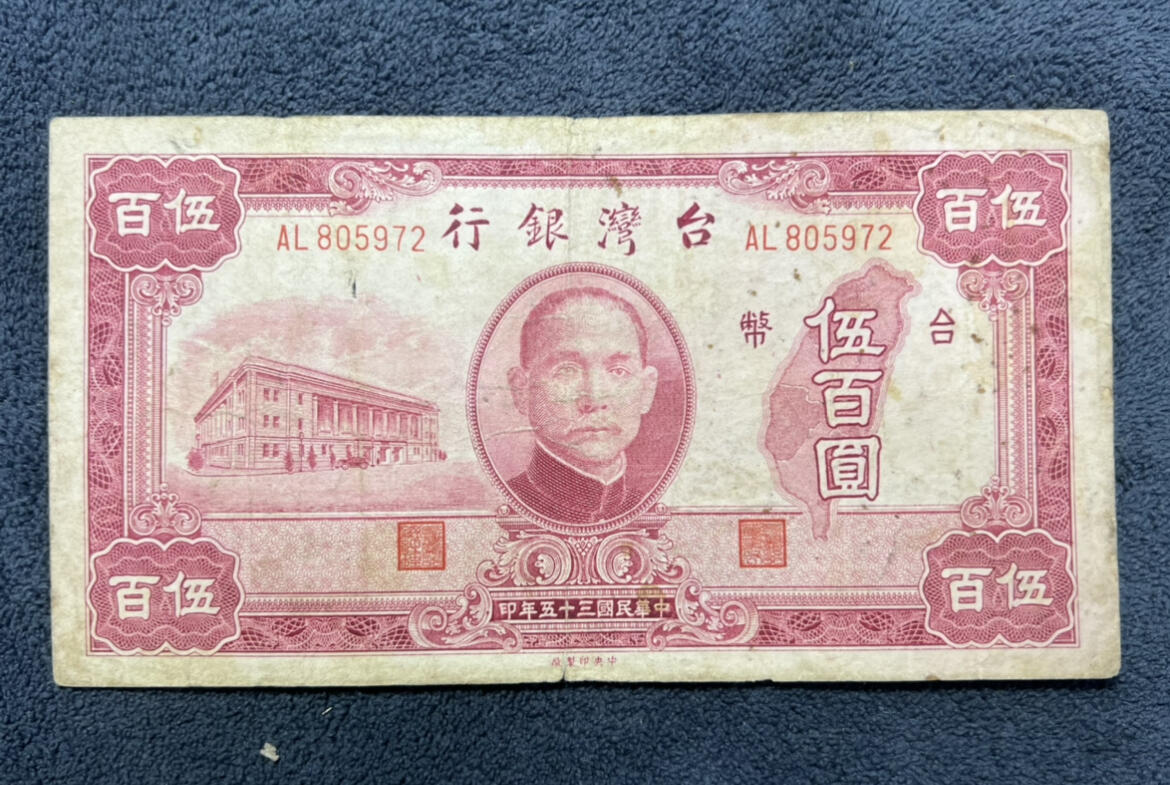 伍百
台灣銀行
伍百
AL 805972
AL 805972
台幣
伍百圓
伍百
中華民國三十五年印
伍百
中央印製廠